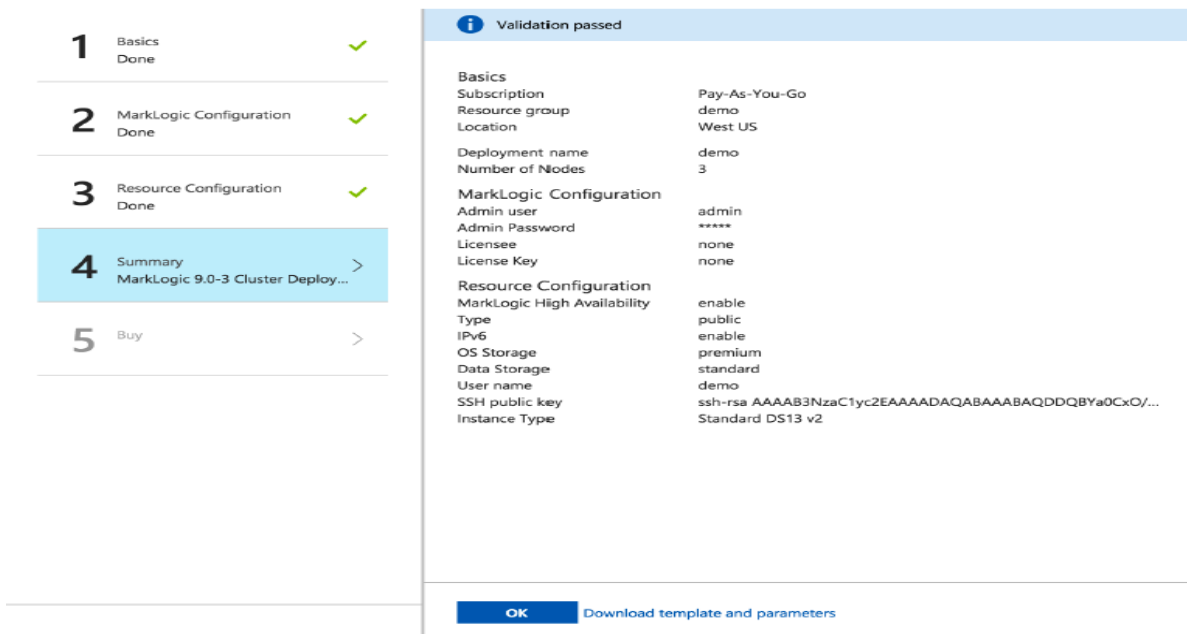 1 Basics
Done
2 MarkLogic Configuration
Done
3 Resource Configuration
Done
4 Summary
MarkLogic 9.0-3 Cluster Deploy...
5 Buy
Validation passed
Basics
Subscription Pay-As-You-Go
Resource group demo
Location West US
Deployment name demo
Number of Nodes 3
MarkLogic Configuration
Admin user admin
Admin Password *****
Licensee none
License Key none
Resource Configuration
MarkLogic High Availability enable
Type public
IPv6 enable
OS Storage premium
Data Storage standard
User name demo
SSH public key ssh-rsa AAAAB3NzaC1yc2EAAAADAQABAAABAQDDQBYa0CxO/...
Instance Type Standard DS13 v2
OK Download template and parameters